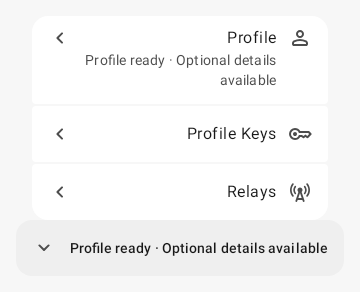 Profile
Profile ready · Optional details
available
Profile Keys
Relays
Profile ready · Optional details available